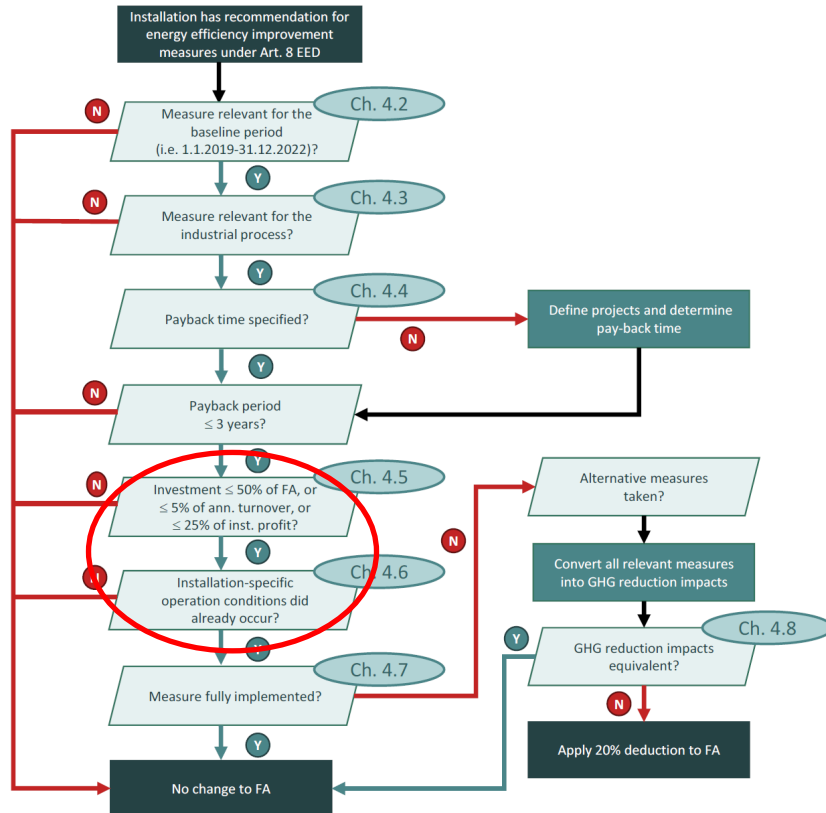 Installation has recommendation for
energy efficiency improvement
measures under Art. 8 EED
Ch. 4.2
N
Measure relevant for the
baseline period
(i.e. 1.1.2019-31.12.2022)?
Y
N
Ch. 4.3
Measure relevant for the
industrial process?
Y
Ch. 4.4
Payback time specified?
N
Define projects and determine
pay-back time
Y
N
Payback period
≤ 3 years?
Y
N
Ch. 4.5
Investment ≤ 50% of FA, or
≤ 5% of ann. turnover, or
≤ 25% of inst. profit?
Alternative measures
taken?
N
Y
Ch. 4.6
N
Installation-specific
operation conditions did
already occur?
Convert all relevant measures
into GHG reduction impacts
Y
Ch. 4.7
Measure fully implemented?
Y
Ch. 4.8
GHG reduction impacts
equivalent?
N
Y
No change to FA
Apply 20% deduction to FA